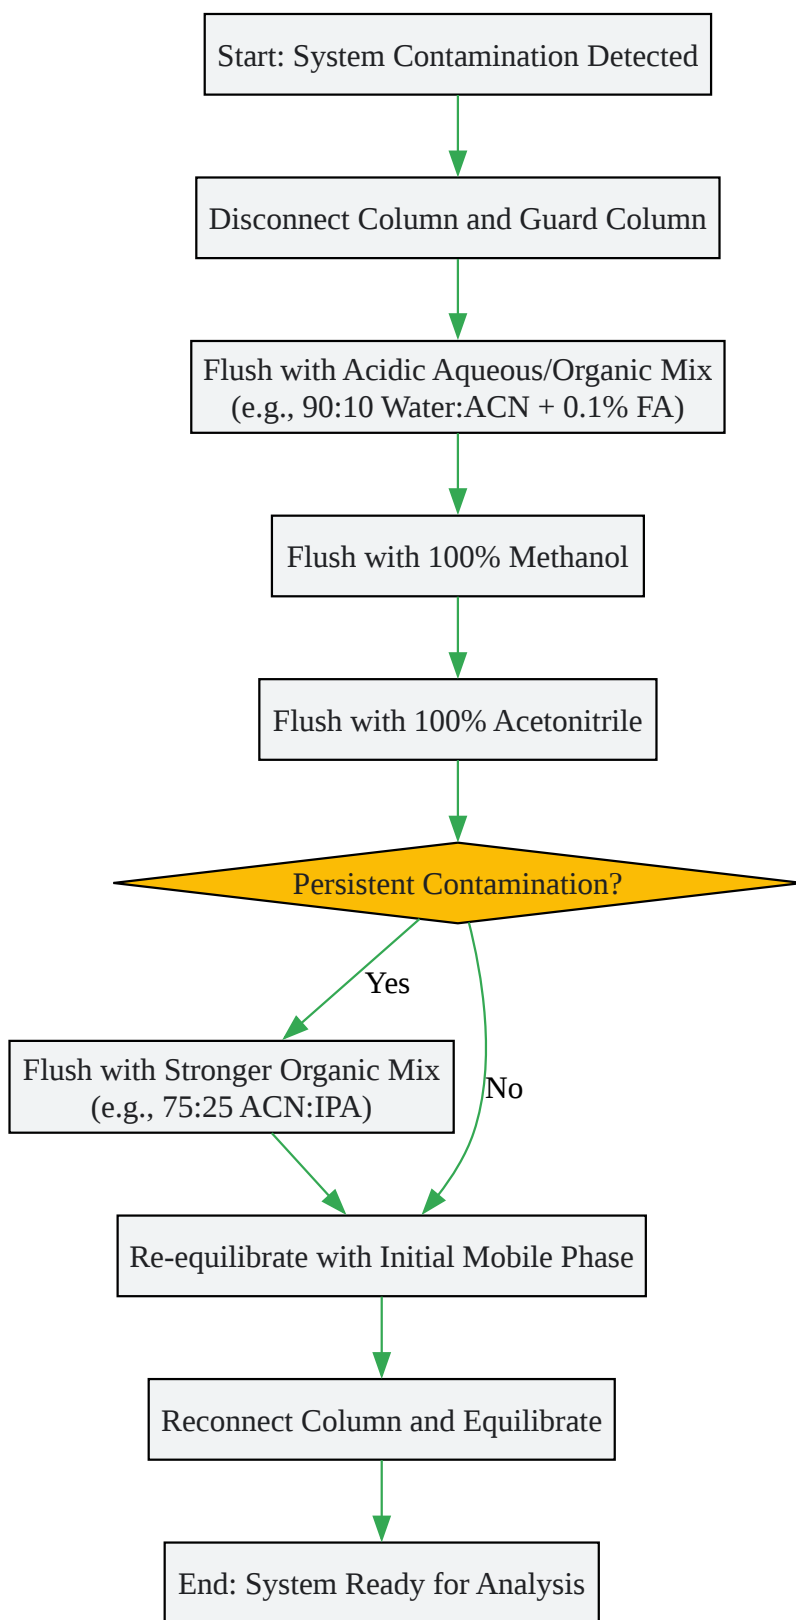 Start: System Contamination Detected
Disconnect Column and Guard Column
Flush with Acidic Aqueous/Organic Mix
(e.g., 90:10 Water:ACN + 0.1% FA)
Flush with 100% Methanol
Flush with 100% Acetonitrile
Persistent Contamination?
Yes
Flush with Stronger Organic Mix
(e.g., 75:25 ACN:IPA)
No
Re-equilibrate with Initial Mobile Phase
Reconnect Column and Equilibrate
End: System Ready for Analysis